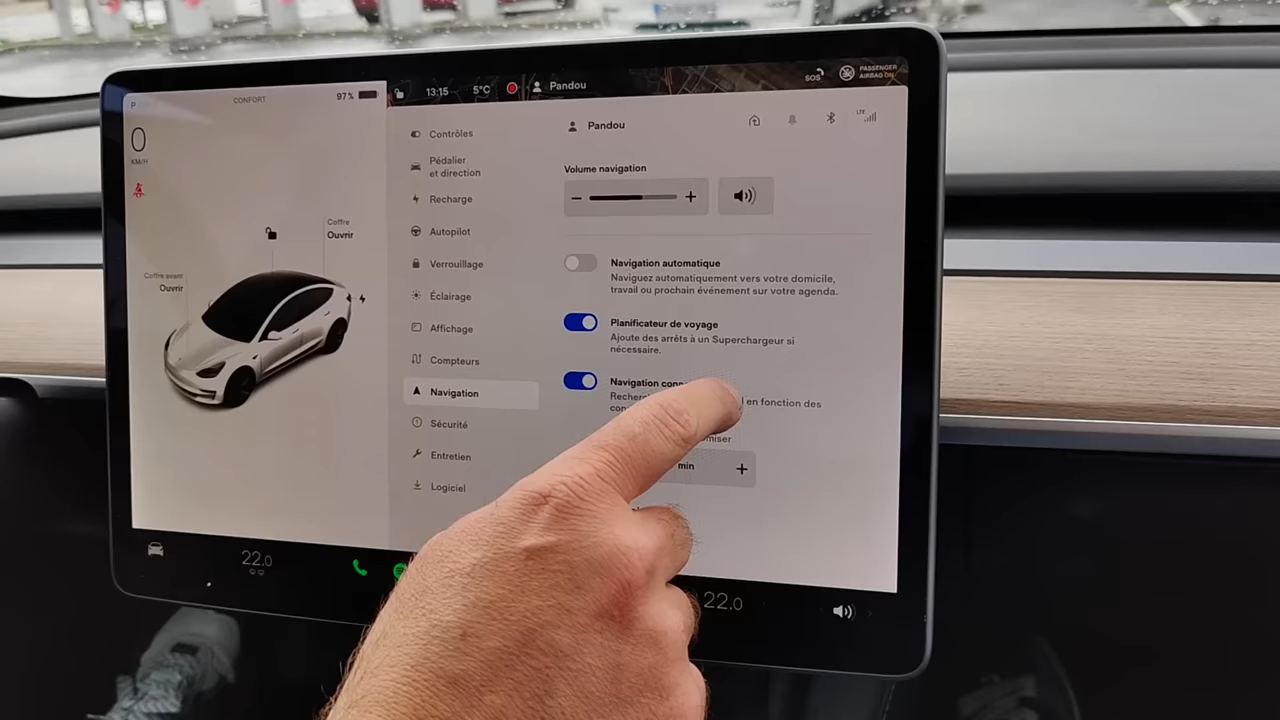 P
CONFORT
97 %
0
KM/H
Coffre
Ouvrir
Coffre avant
Ouvrir
13:15
5°C
Pandou
SOS
PASSENGER
AIRBAG ON
Contrôles
Pédalier
et direction
Recharge
Autopilot
Verrouillage
Éclairage
Affichage
Compteurs
Navigation
Sécurité
Entretien
Logiciel
Pandou
LTE
Volume navigation
Navigation automatique
Naviguez automatiquement vers votre domicile,
travail ou prochain événement sur votre agenda.
Planificateur de voyage
Ajoute des arrêts à un Superchargeur si
nécessaire.
Navigation
en fonction des
min
22.0
22.0